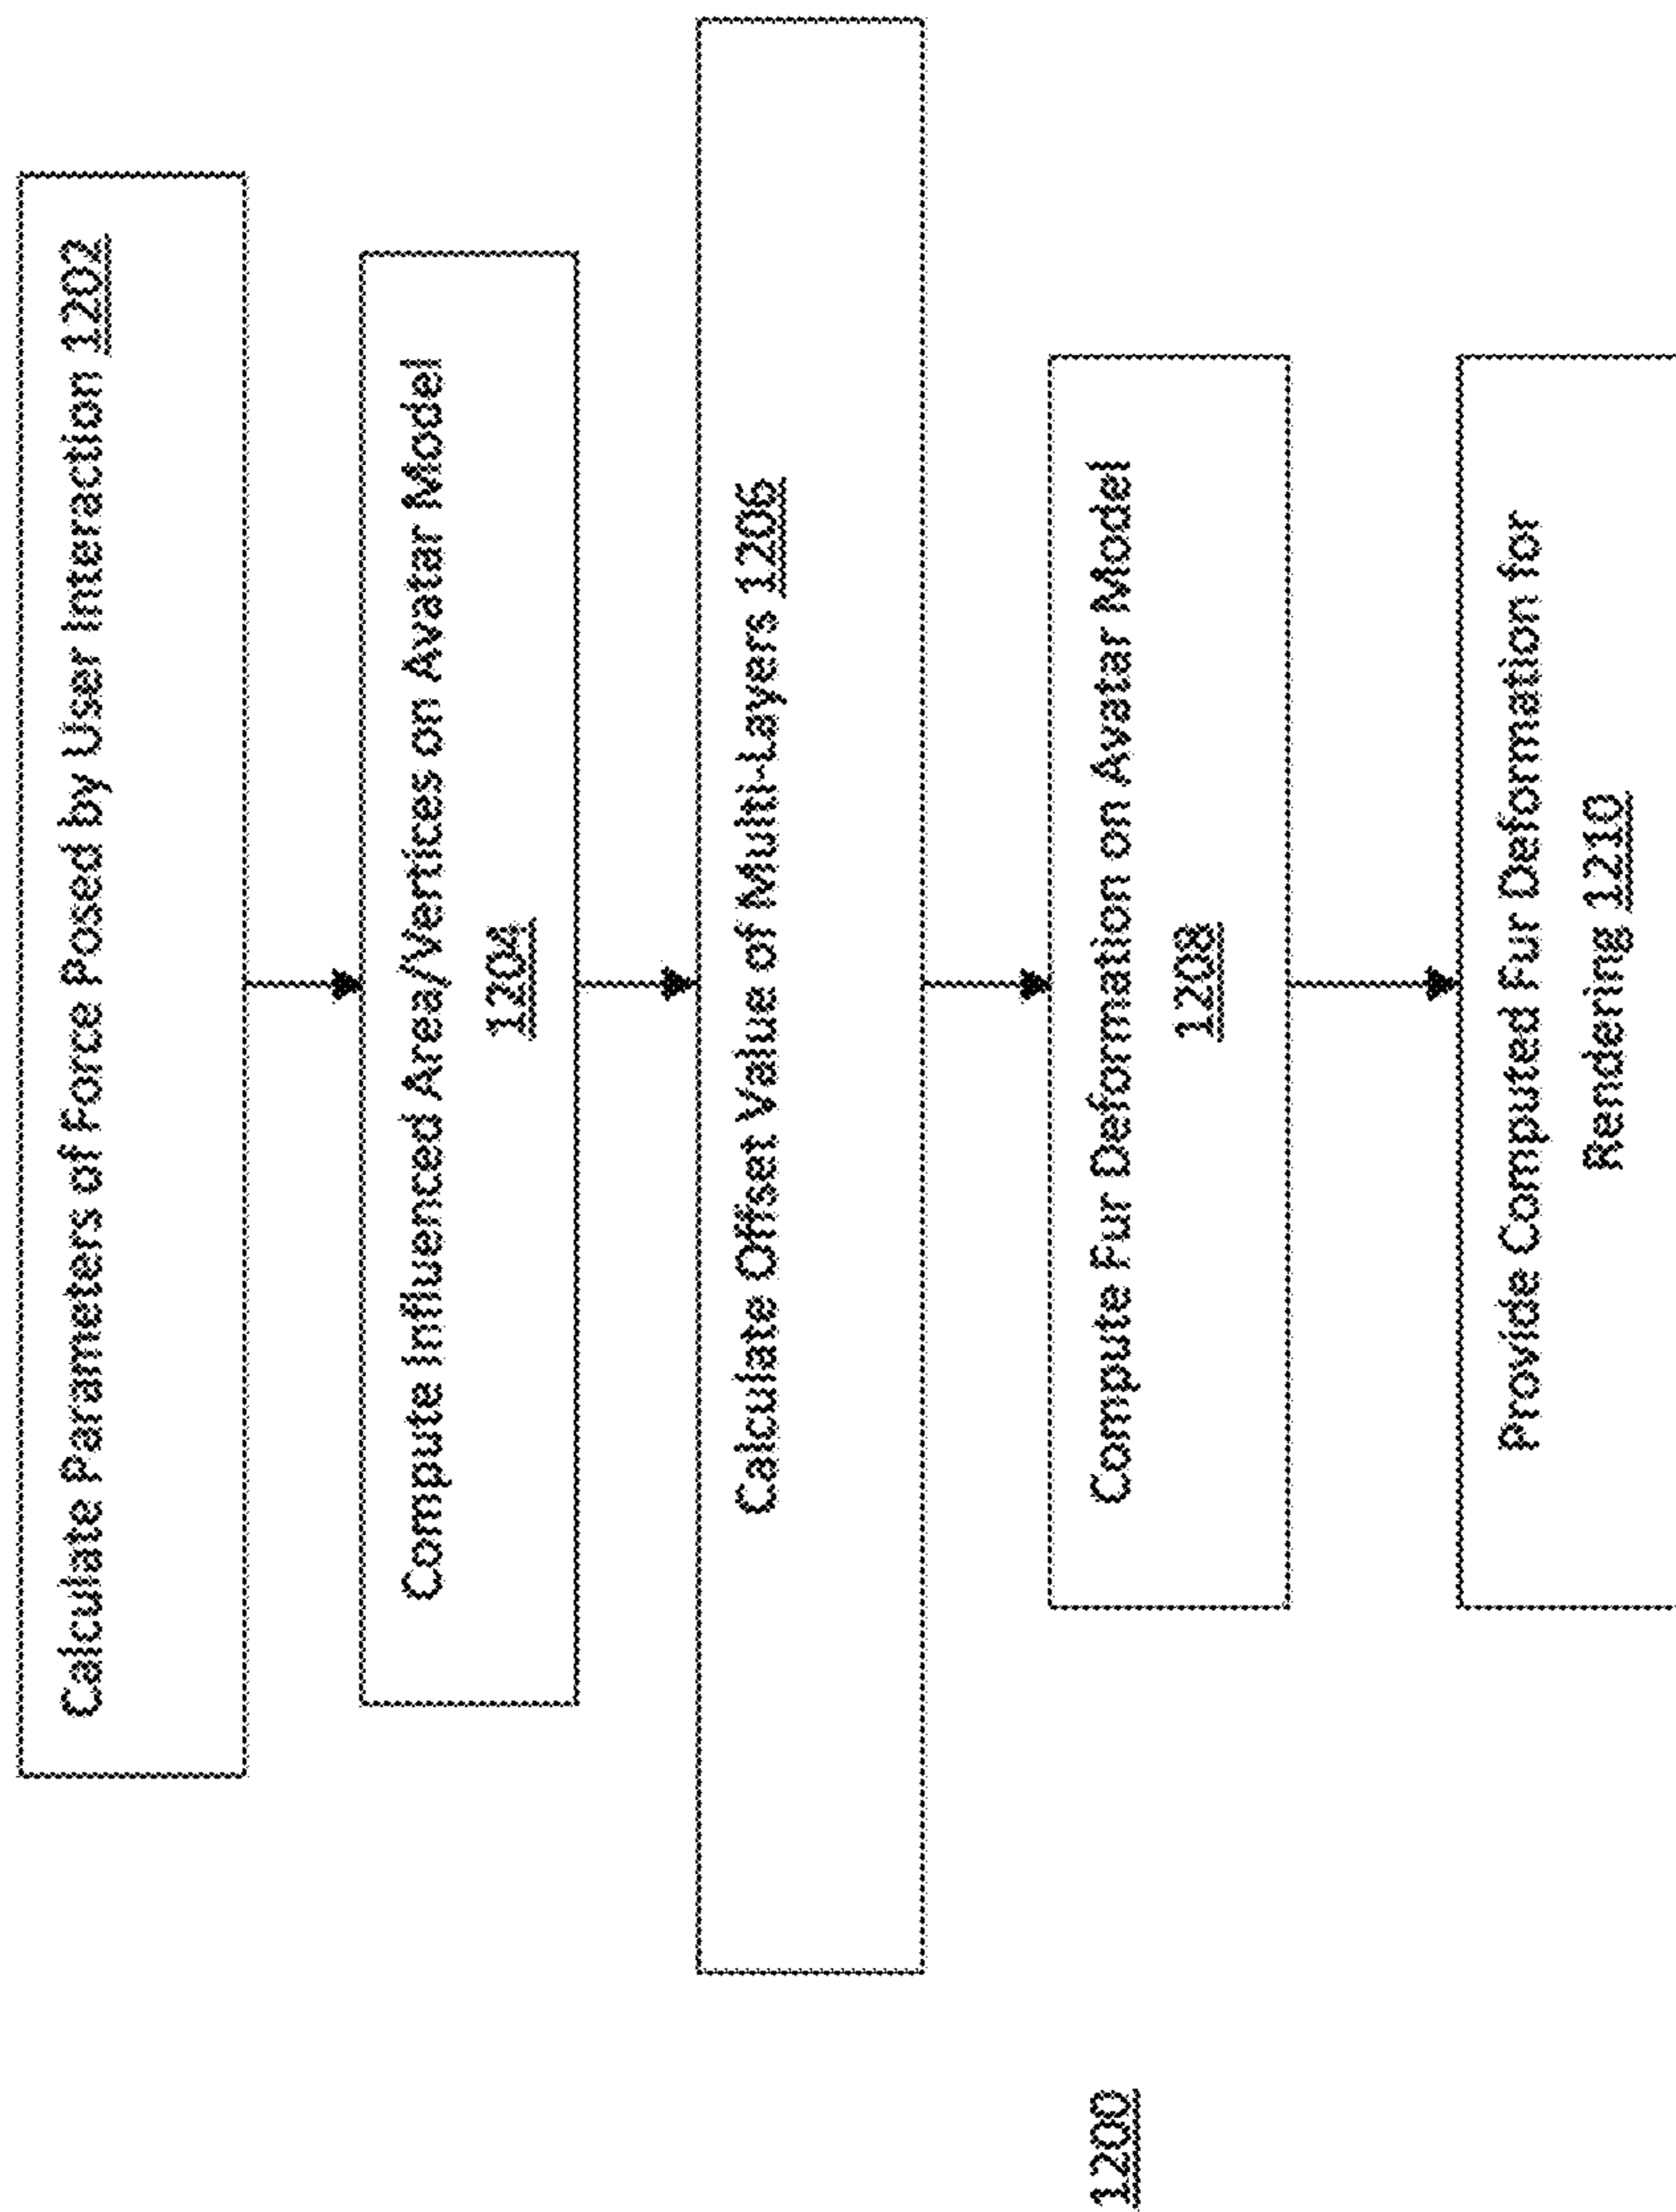 Calculate Parameters of Force Posed by User Interaction 1202
Compute Influenced Area/Vertices on Avatar Model
1204
Calculate Offset Value of Multi-Layers 1206
Compute Fur Deformation on Avatar Model
1208
Provide Computed Fur Deformation for
Rendering 1210
1200